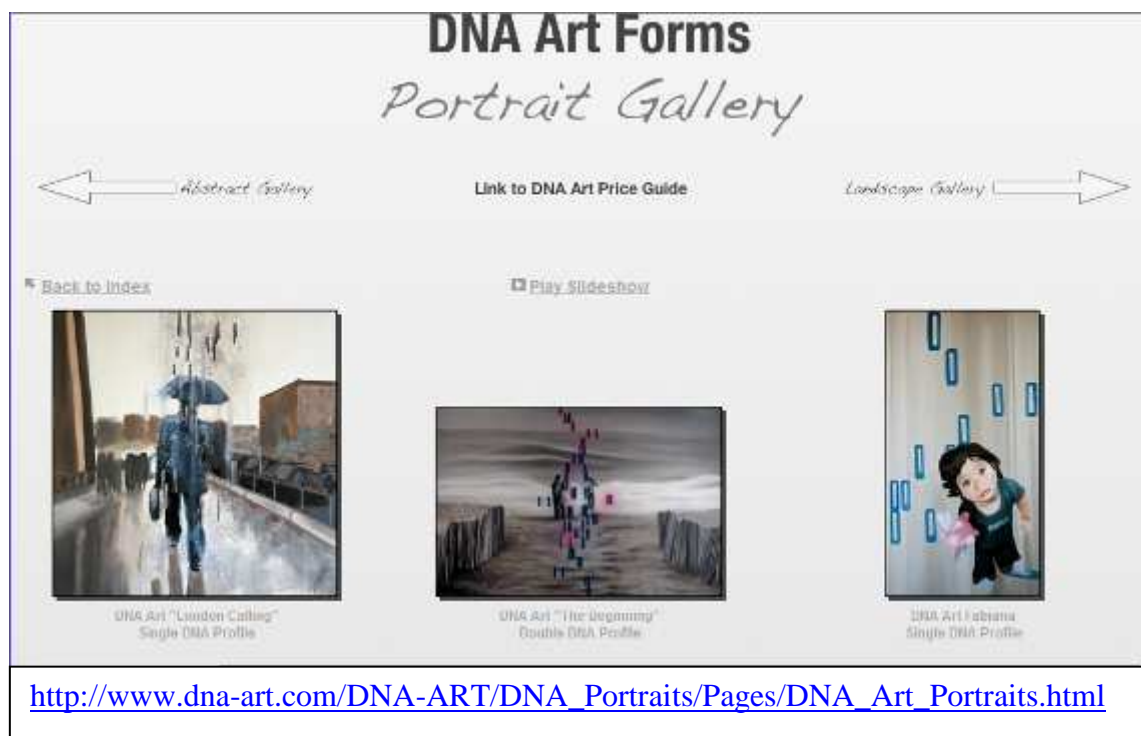 DNA Art Forms
Portrait Gallery
Abstract Gallery
Link to DNA Art Price Guide
Landscape Gallery
Back to Index
Play Slideshow
DNA Art "London Calling"
Single DNA Profile
DNA Art "The Beginning"
Double DNA Profile
DNA Art Fabiana
Single DNA Profile
http://www.dna-art.com/DNA-ART/DNA_Portraits/Pages/DNA_Art_Portraits.html